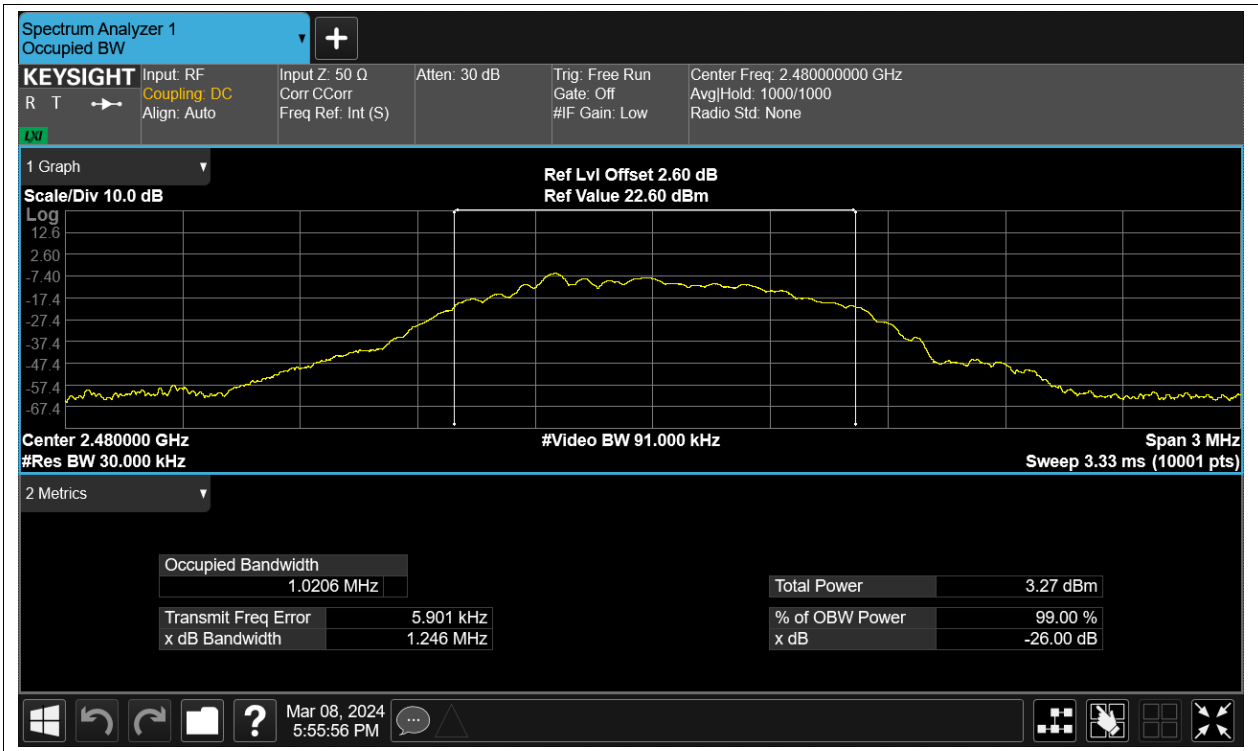 Spectrum Analyzer 1
Occupied BW
KEYSIGHT
R T
LXI
Input: RF
Coupling: DC
Align: Auto
Input Z: 50 Ω
Corr CCorr
Freq Ref: Int (S)
Atten: 30 dB
Trig: Free Run
Gate: Off
#IF Gain: Low
Center Freq: 2.480000000 GHz
Avg|Hold: 1000/1000
Radio Std: None
1 Graph
Scale/Div 10.0 dB
Ref Lvl Offset 2.60 dB
Ref Value 22.60 dBm
Log
12.6
2.60
-7.40
-17.4
-27.4
-37.4
-47.4
-57.4
-67.4
Center 2.480000 GHz
#Res BW 30.000 kHz
#Video BW 91.000 kHz
Span 3 MHz
Sweep 3.33 ms (10001 pts)
2 Metrics
Occupied Bandwidth
1.0206 MHz
Transmit Freq Error 5.901 kHz
x dB Bandwidth 1.246 MHz
Total Power 3.27 dBm
% of OBW Power 99.00 %
x dB -26.00 dB
?
Mar 08, 2024
5:55:56 PM